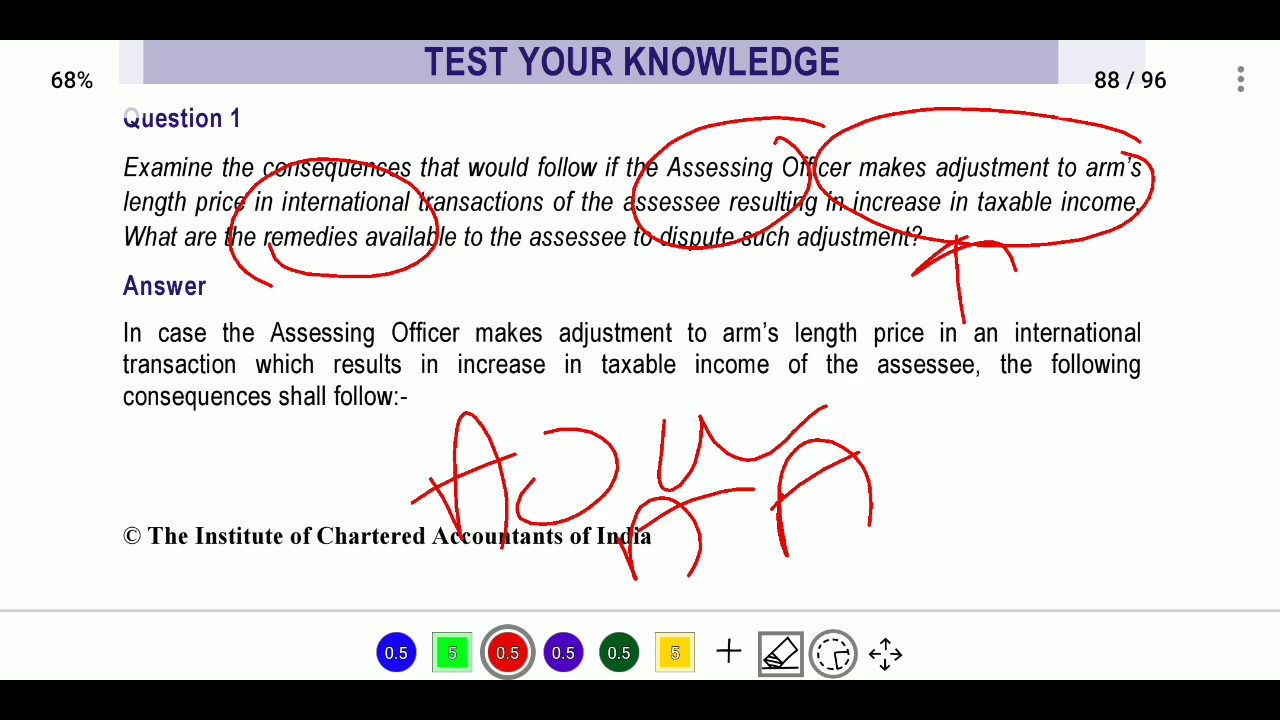 TEST YOUR KNOWLEDGE
68%
88 / 96
Question 1
Examine the consequences that would follow if the Assessing Officer makes adjustment to arm's
length price in international transactions of the assessee resulting in increase in taxable income.
What are the remedies available to the assessee to dispute such adjustment?
Answer
In case the Assessing Officer makes adjustment to arm's length price in an international
transaction which results in increase in taxable income of the assessee, the following
consequences shall follow:-
© The Institute of Chartered Accountants of India
0.5 5 0.5 0.5 0.5 5